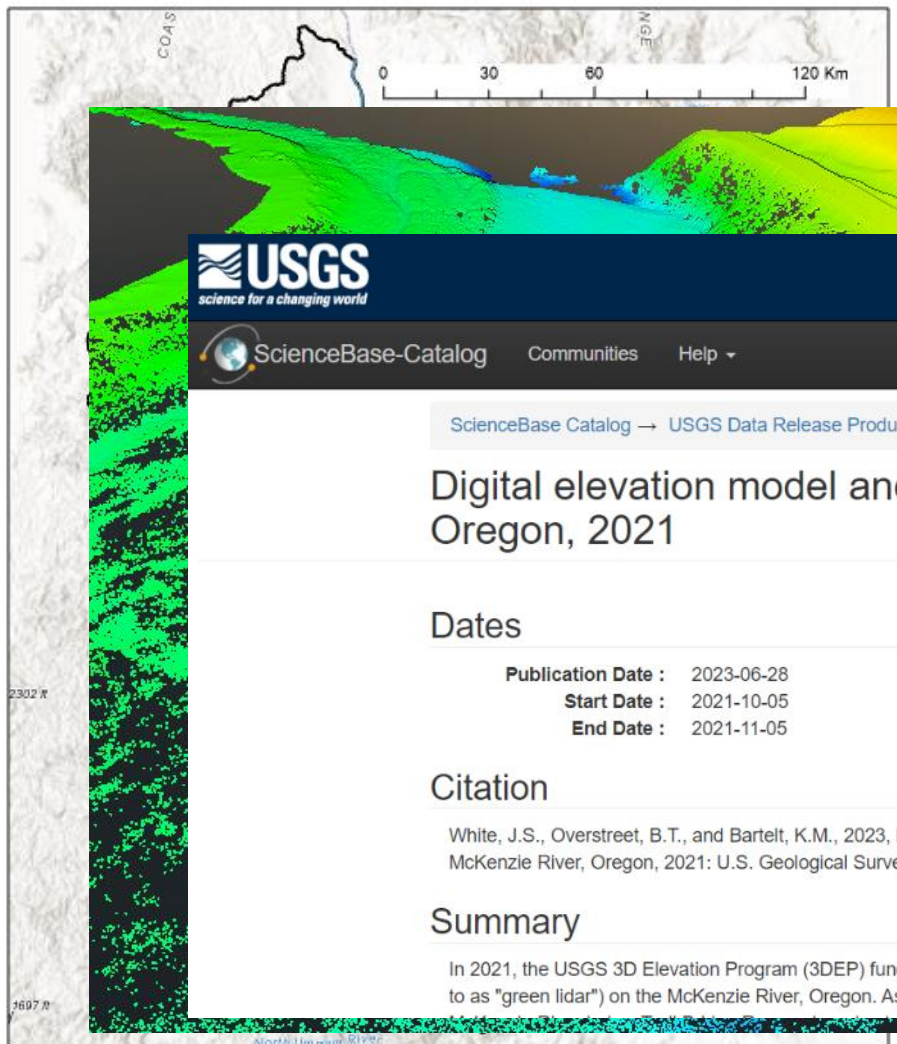 COAS
NGE
0 30 60 120 Km
USGS
science for a changing world
ScienceBase-Catalog Communities Help
ScienceBase Catalog → USGS Data Release Produ
Digital elevation model and
Oregon, 2021
Dates
Publication Date : 2023-06-28
Start Date : 2021-10-05
End Date : 2021-11-05
2302 ft
Citation
White, J.S., Overstreet, B.T., and Bartelt, K.M., 2023,
McKenzie River, Oregon, 2021: U.S. Geological Surve
Summary
In 2021, the USGS 3D Elevation Program (3DEP) fun
to as "green lidar") on the McKenzie River, Oregon. As
1697 ft